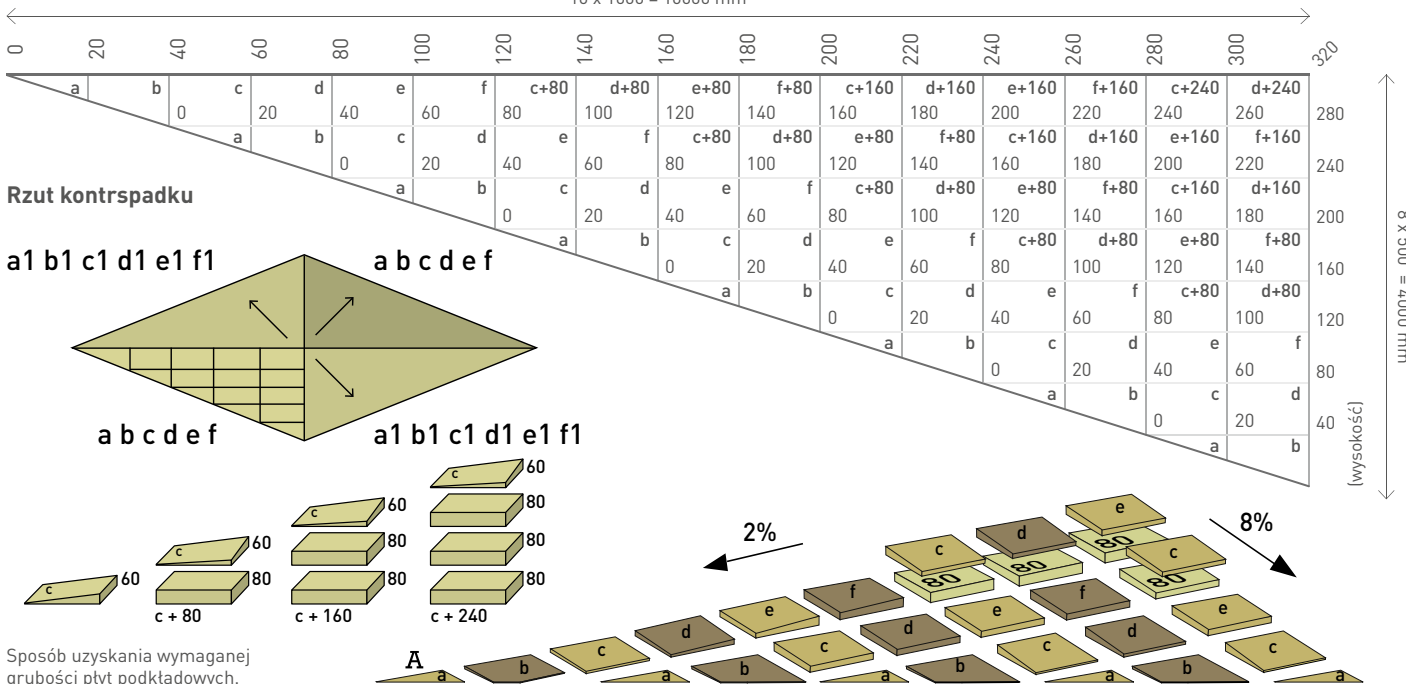 0 20 40 60 80 100 120 140 160 180 200 220 240 260 280 300 320
a b c d e f c+80 d+80 e+80 f+80 c+160 d+160 e+160 f+160 c+240 d+240
0 20 40 60 80 100 120 140 160 180 200 220 240 260 280
a b c d e f c+80 d+80 e+80 f+80 c+160 d+160 e+160 f+160
0 20 40 60 80 100 120 140 160 180 200 220 240
a b c d e f c+80 d+80 e+80 f+80 c+160 d+160
0 20 40 60 80 100 120 140 160 180 200
a b c d e f c+80 d+80 e+80 f+80
0 20 40 60 80 100 120 140 160
a b c d e f c+80 d+80
0 20 40 60 80 100 120
a b c d e f
0 20 40 60 80
a b c d
0 20 40
a b
(wysokość)
8 x 500 = 4000 mm
Rzut kontrspadku
a1 b1 c1 d1 e1 f1
a b c d e f
a b c d e f
a1 b1 c1 d1 e1 f1
c 60
c 60 80
c + 80
c 60 80 80
c + 160
c 60 80 80 80
c + 240
Sposób uzyskania wymaganej
grubości płyt podkładowych.
2%
8%
e
d 80
c 80 c
80 f f 80
e e e
d d d
c c c c
A
a b a b a b a b a